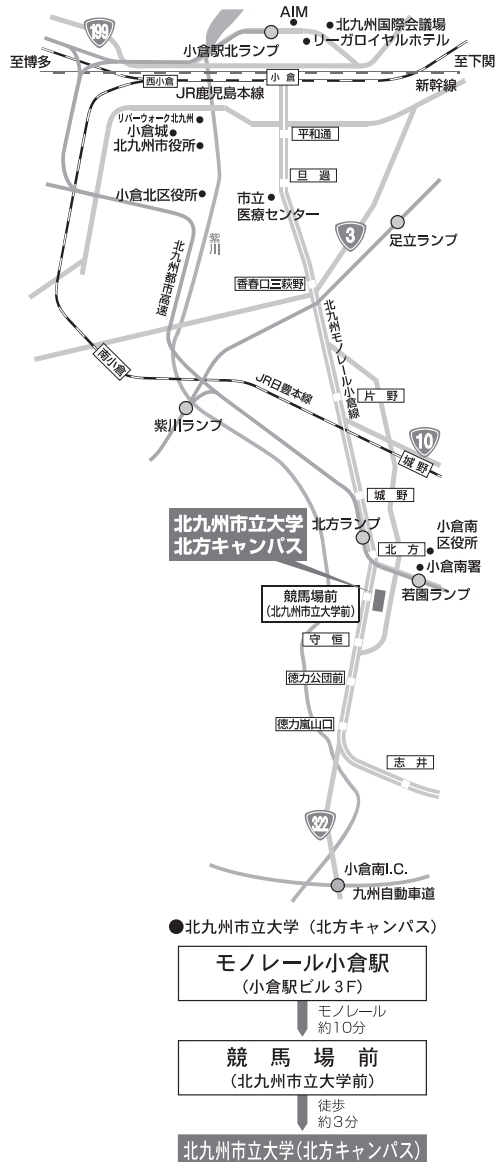 AIM
199
北九州国際会議場
小倉駅北ランプ
リーガロイヤルホテル
至博多
至下関
西小倉
小倉
JR鹿児島本線
新幹線
リバーウォーク北九州
小倉城
北九州市役所
平和通
旦過
小倉北区役所
市立
医療センター
紫川
3
足立ランプ
北九州都市高速
香春口三萩野
北九州モノレール小倉線
南小倉
JR日豊本線
片野
紫川ランプ
10
城野
城野
北九州市立大学
北方キャンパス
北方ランプ
小倉南
区役所
北方
小倉南署
若園ランプ
競馬場前
(北九州市立大学前)
守恒
徳力公団前
徳力嵐山口
志井
322
小倉南I.C.
九州自動車道
●北九州市立大学(北方キャンパス)
モノレール小倉駅
(小倉駅ビル3F)
モノレール
約10分
競馬場前
(北九州市立大学前)
徒歩
約3分
北九州市立大学(北方キャンパス)